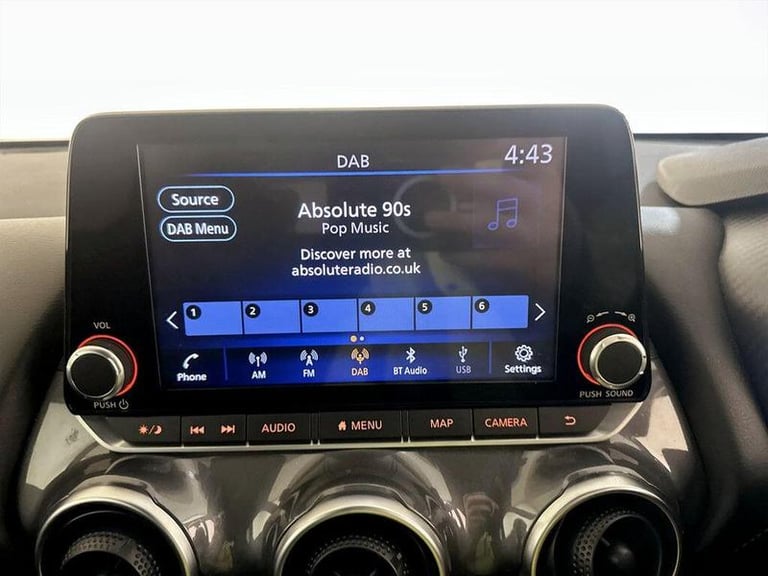 DAB
4:43
Source
Absolute 90s
Pop Music
DAB Menu
Discover more at
absoluteradio.co.uk
1 2 3 4 5 6
Phone AM FM DAB BT Audio USB Settings
VOL
PUSH
PUSH SOUND
AUDIO MENU MAP CAMERA